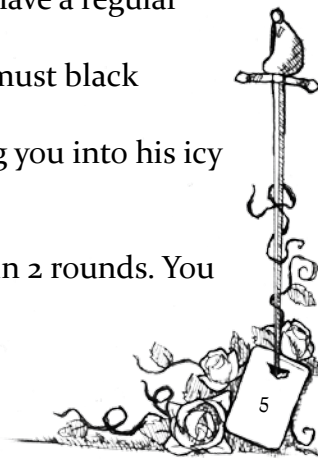 have a regular
must black
g you into his icy
n 2 rounds. You
5